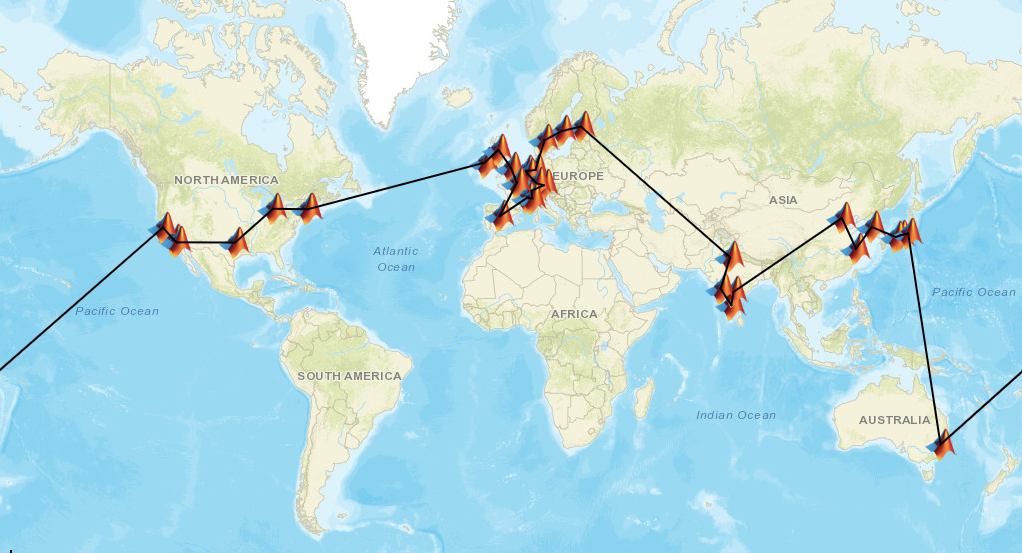 NORTH AMERICA
EUROPE
ASIA
Atlantic
Ocean
Pacific Ocean
Pacific Ocean
AFRICA
SOUTH AMERICA
Indian Ocean
AUSTRALIA